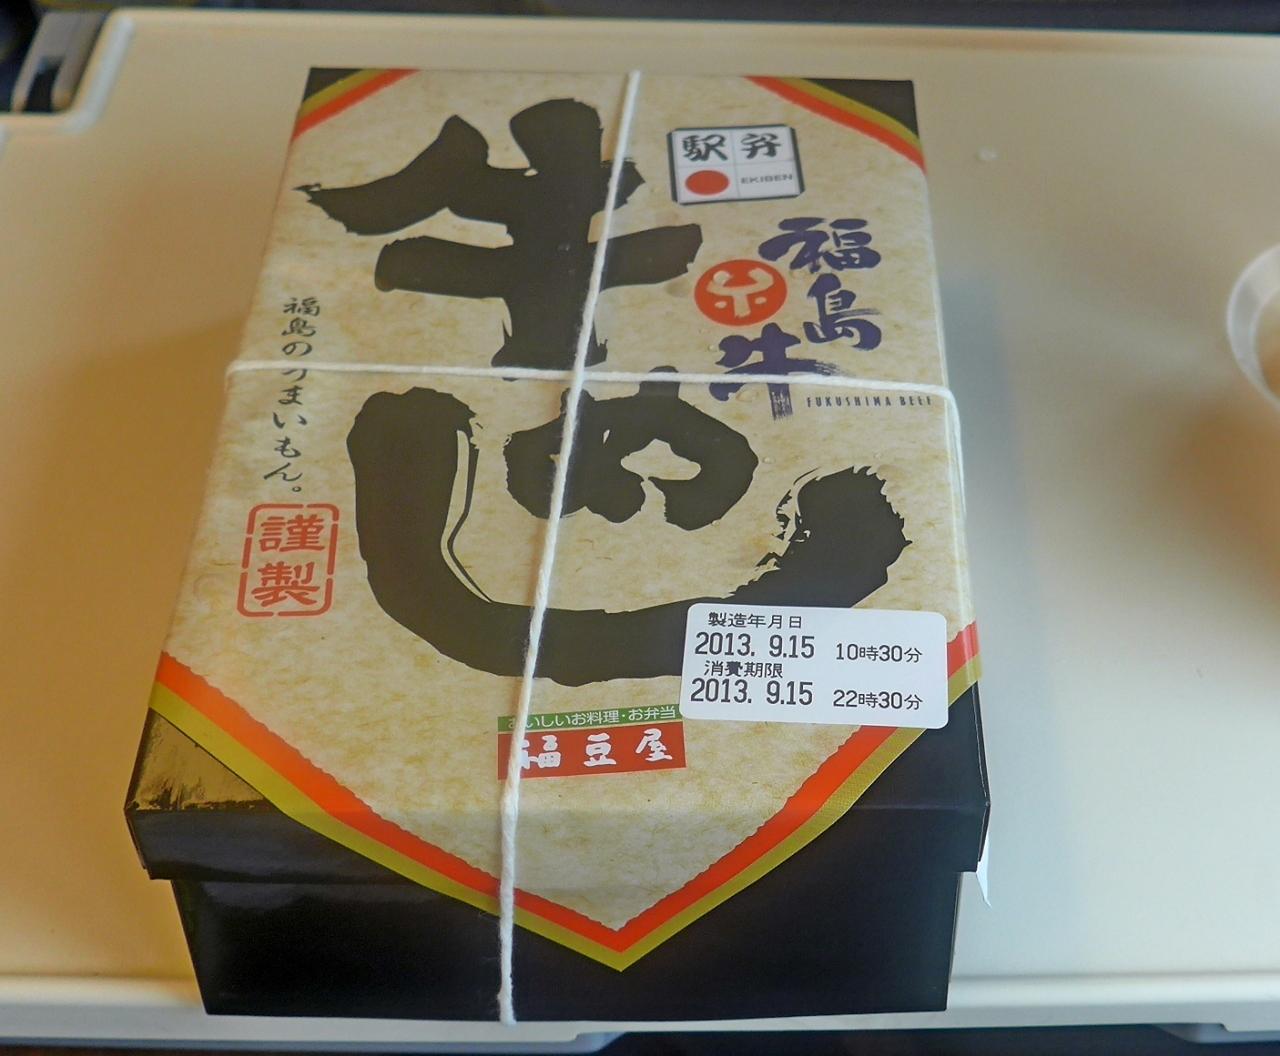 牛めし
駅弁
EKIBEN
福島牛
FUKUSHIMA BEEF
福島のうまいもん。
謹製
製造年月日
2013. 9.15 10時30分
消費期限
2013. 9.15 22時30分
おいしいお料理・お弁当
福豆屋